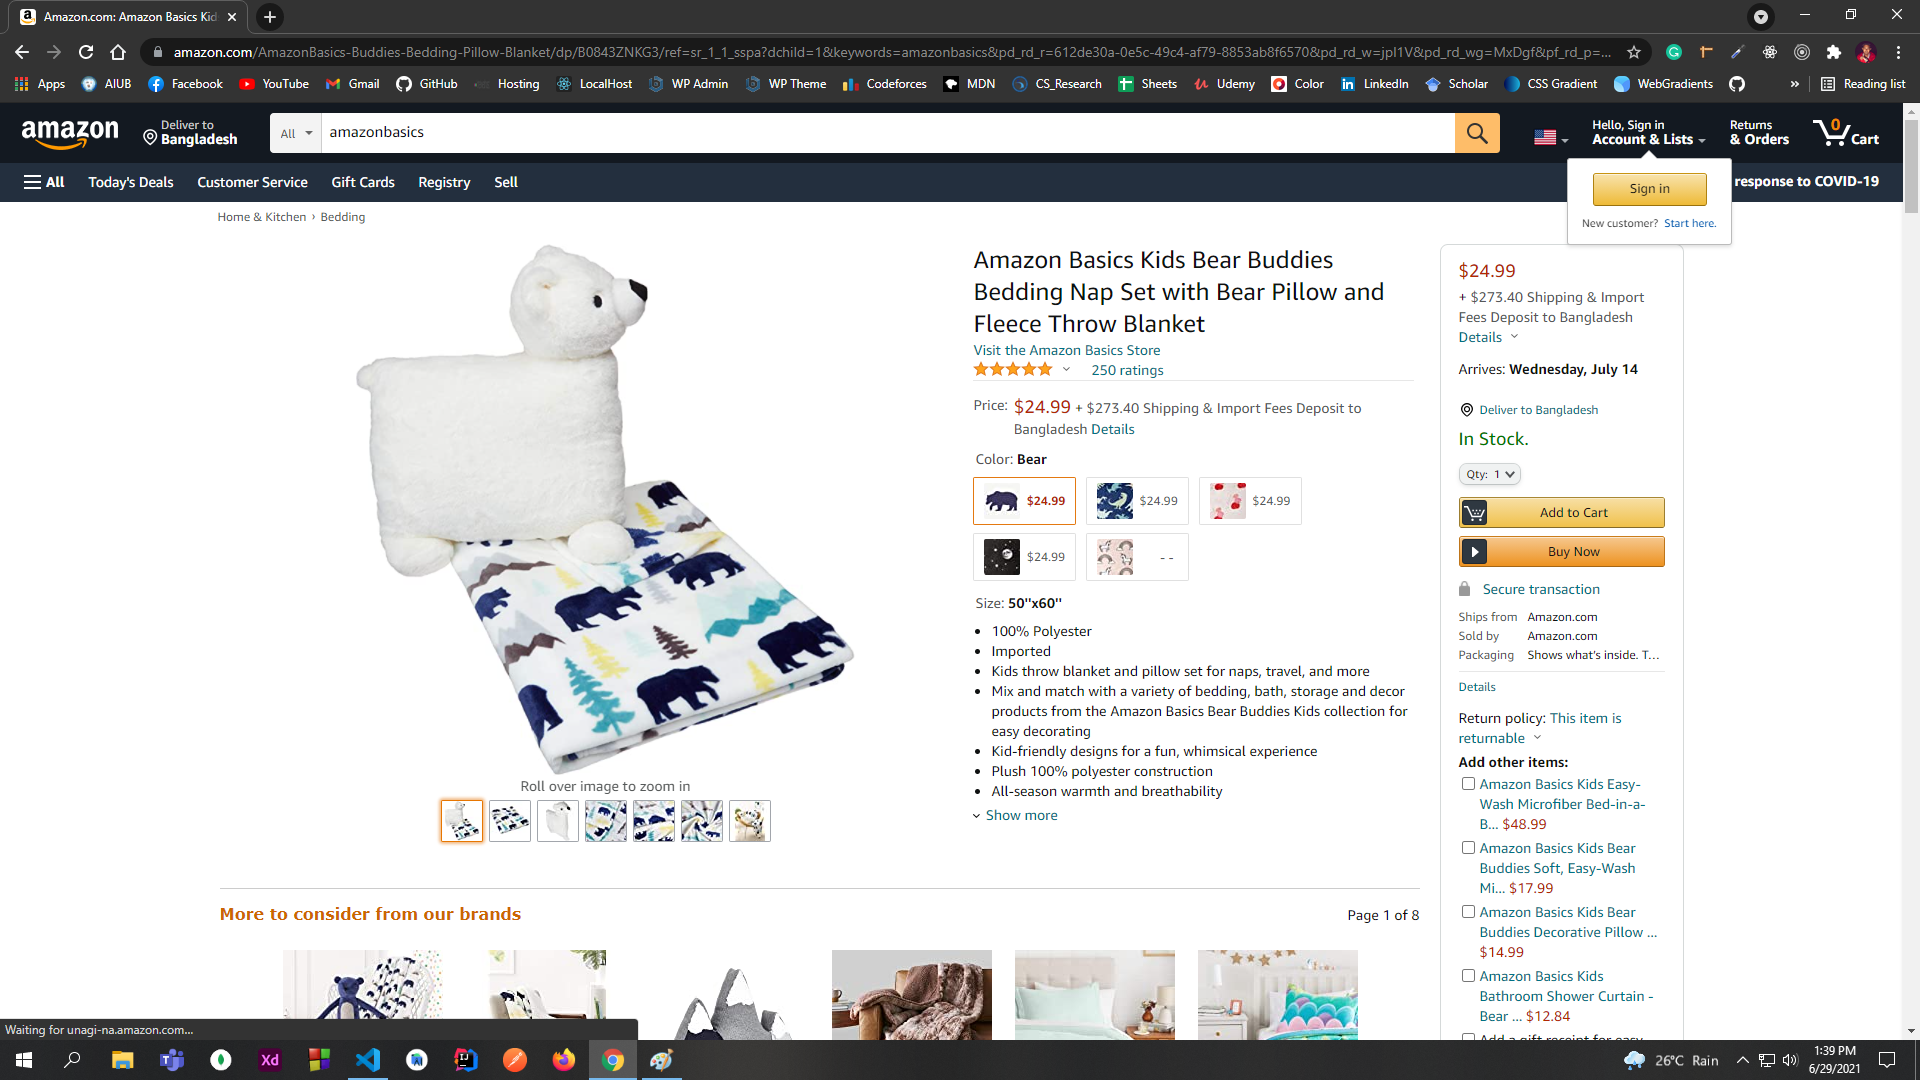 Amazon.com: Amazon Basics Kid
amazon.com/AmazonBasics-Buddies-Bedding-Pillow-Blanket/dp/B0843ZNKG3/ref=sr_1_1_sspa?dchild=1&keywords=amazonbasics&pd_rd_r=612de30a-0e5c-49c4-af79-8853ab8f6570&pd_rd_w=jpI1V&pd_rd_wg=MxDgf&pf_rd_p=...
Apps AIUB Facebook YouTube Gmail GitHub Hosting LocalHost WP Admin WP Theme Codeforces MDN CS_Research Sheets Udemy Color LinkedIn Scholar CSS Gradient WebGradients » Reading list
amazon
Deliver to
Bangladesh
All
amazonbasics
Hello, Sign in
Account & Lists
Returns
& Orders
0
Cart
All Today's Deals Customer Service Gift Cards Registry Sell
response to COVID-19
Sign in
New customer? Start here.
Home & Kitchen › Bedding
Amazon Basics Kids Bear Buddies
Bedding Nap Set with Bear Pillow and
Fleece Throw Blanket
Visit the Amazon Basics Store
250 ratings
Price: $24.99 + $273.40 Shipping & Import Fees Deposit to
Bangladesh Details
Color: Bear
$24.99 $24.99 $24.99
$24.99 - -
Size: 50''x60''
• 100% Polyester
• Imported
• Kids throw blanket and pillow set for naps, travel, and more
• Mix and match with a variety of bedding, bath, storage and decor
products from the Amazon Basics Bear Buddies Kids collection for
easy decorating
• Kid-friendly designs for a fun, whimsical experience
• Plush 100% polyester construction
• All-season warmth and breathability
Show more
Roll over image to zoom in
$24.99
+ $273.40 Shipping & Import
Fees Deposit to Bangladesh
Details
Arrives: Wednesday, July 14
Deliver to Bangladesh
In Stock.
Qty: 1
Add to Cart
Buy Now
Secure transaction
Ships from Amazon.com
Sold by Amazon.com
Packaging Shows what's inside. T...
Details
Return policy: This item is
returnable
Add other items:
Amazon Basics Kids Easy-
Wash Microfiber Bed-in-a-
B... $48.99
Amazon Basics Kids Bear
Buddies Soft, Easy-Wash
Mi... $17.99
Amazon Basics Kids Bear
Buddies Decorative Pillow ...
$14.99
Amazon Basics Kids
Bathroom Shower Curtain -
Bear ... $12.84
Add a gift receipt for easy
More to consider from our brands
Page 1 of 8
Waiting for unagi-na.amazon.com...
Xd
IJ
26°C Rain
1:39 PM
6/29/2021